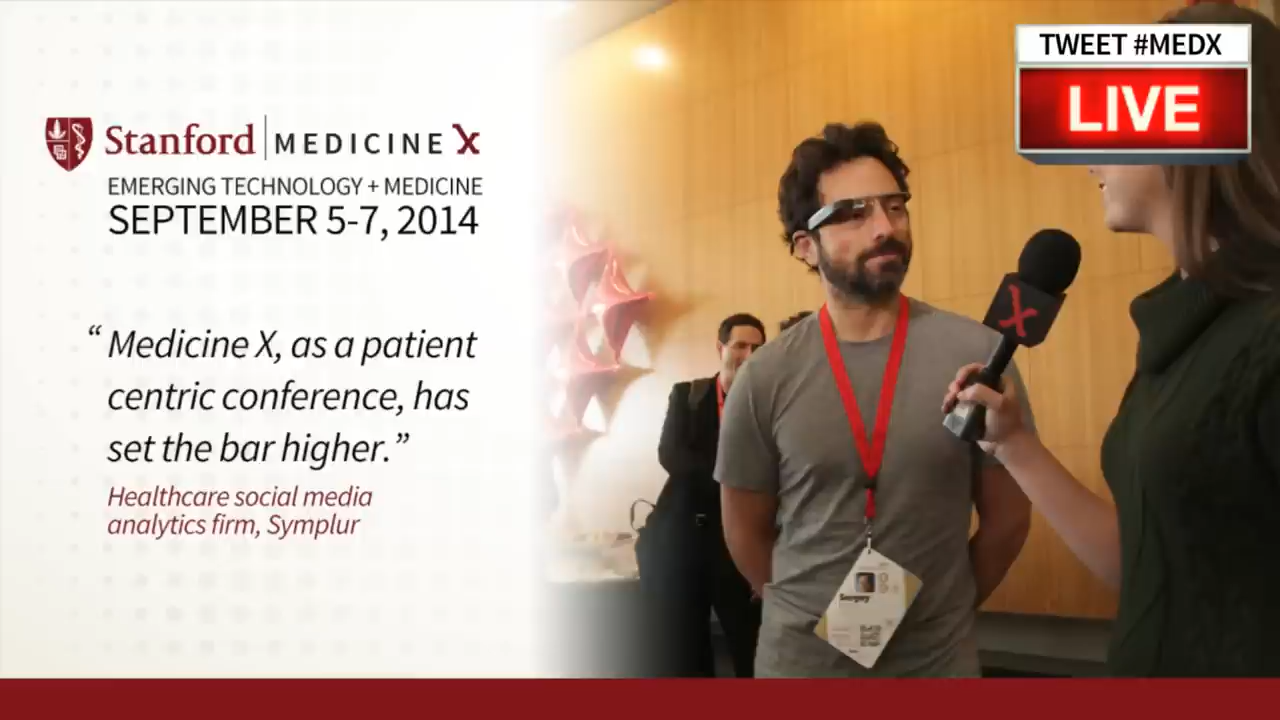 Stanford | MEDICINE X
EMERGING TECHNOLOGY + MEDICINE
SEPTEMBER 5-7, 2014
“ Medicine X, as a patient
centric conference, has
set the bar higher.”
Healthcare social media
analytics firm, Symplur
TWEET #MEDX
LIVE
X
Sergey